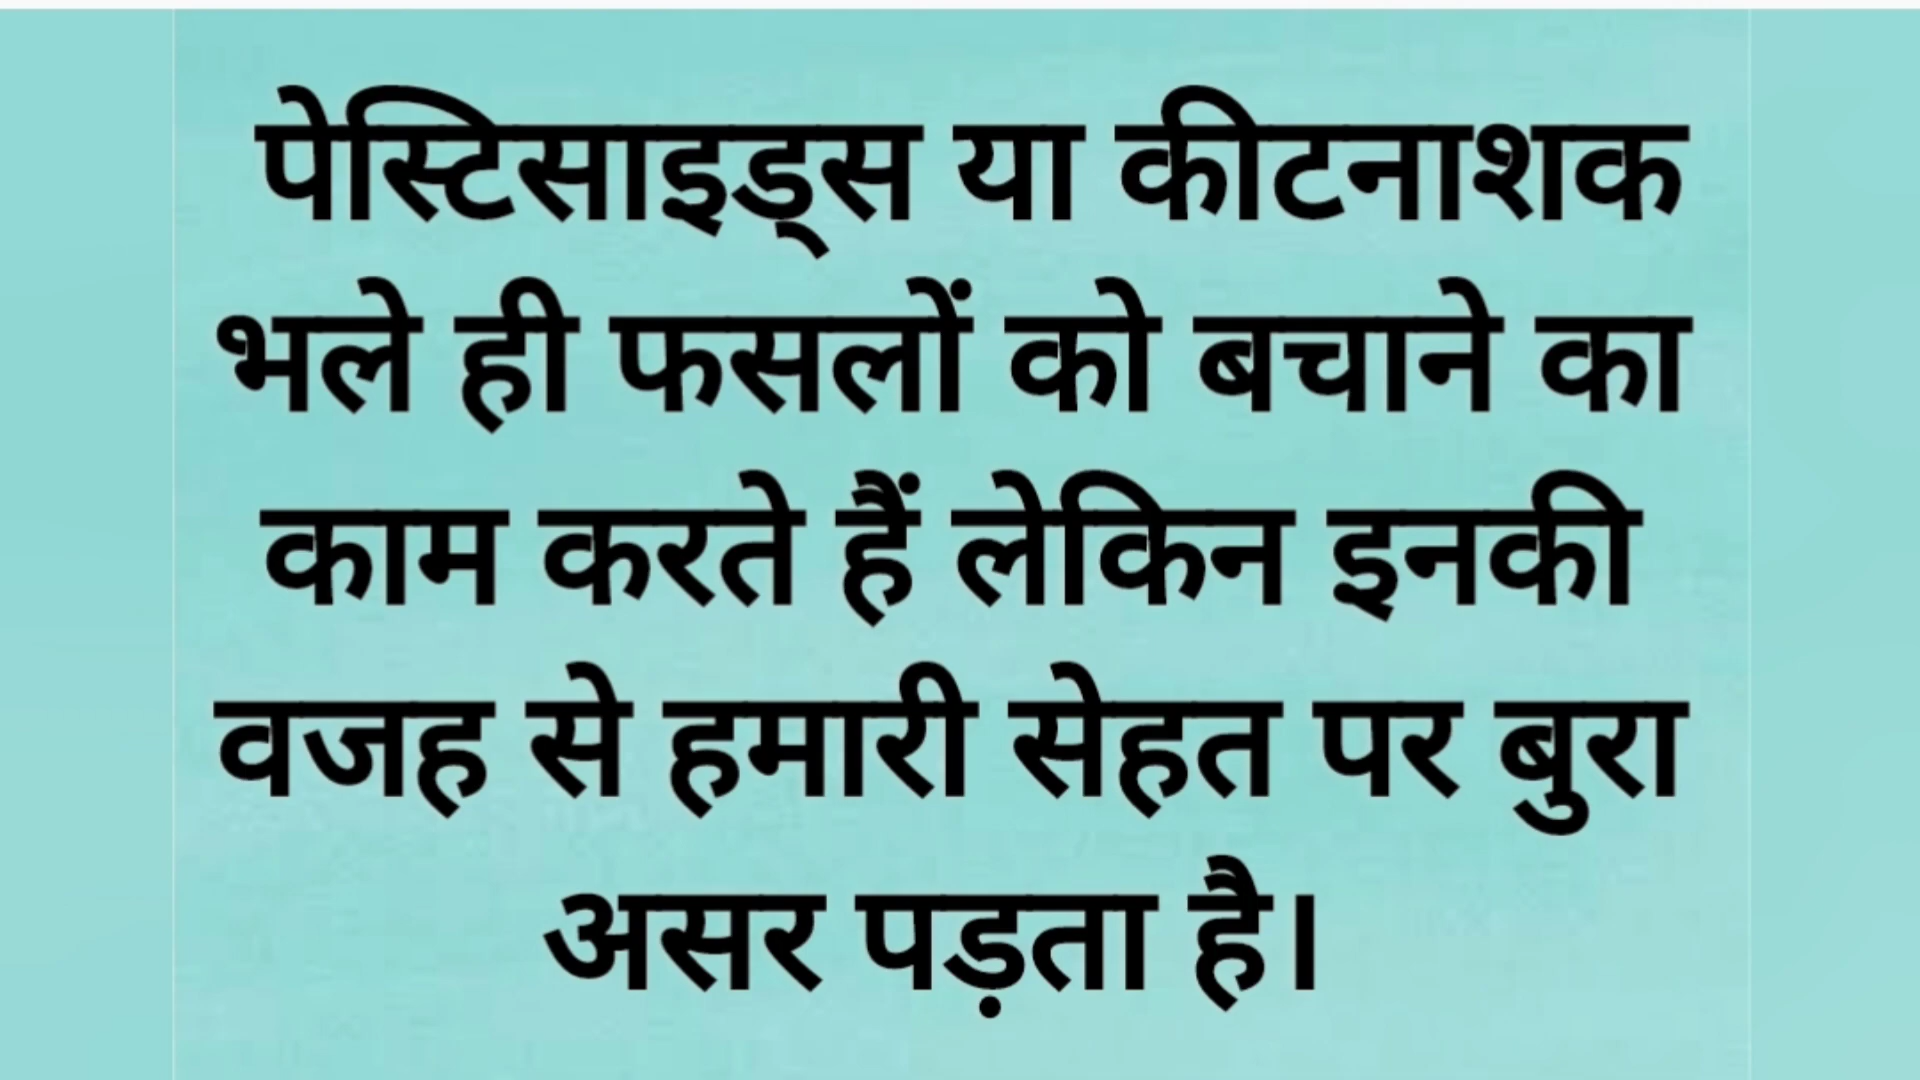 पेस्टिसाइड्स या कीटनाशक
भले ही फसलों को बचाने का
काम करते हैं लेकिन इनकी
वजह से हमारी सेहत पर बुरा
असर पड़ता है।